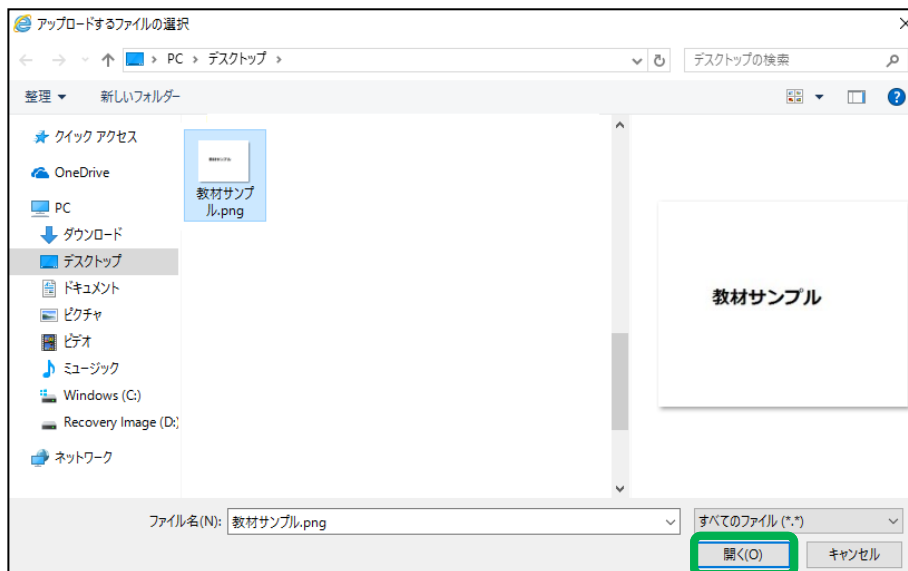 アップロードするファイルの選択
PC > デスクトップ >
デスクトップの検索
整理
新しいフォルダー
クイック アクセス
OneDrive
PC
ダウンロード
デスクトップ
ドキュメント
ピクチャ
ビデオ
ミュージック
Windows (C:)
Recovery Image (D:)
ネットワーク
教材サンプ
ル.png
教材サンプル
ファイル名(N): 教材サンプル.png
すべてのファイル (*.*)
開く(O)
キャンセル